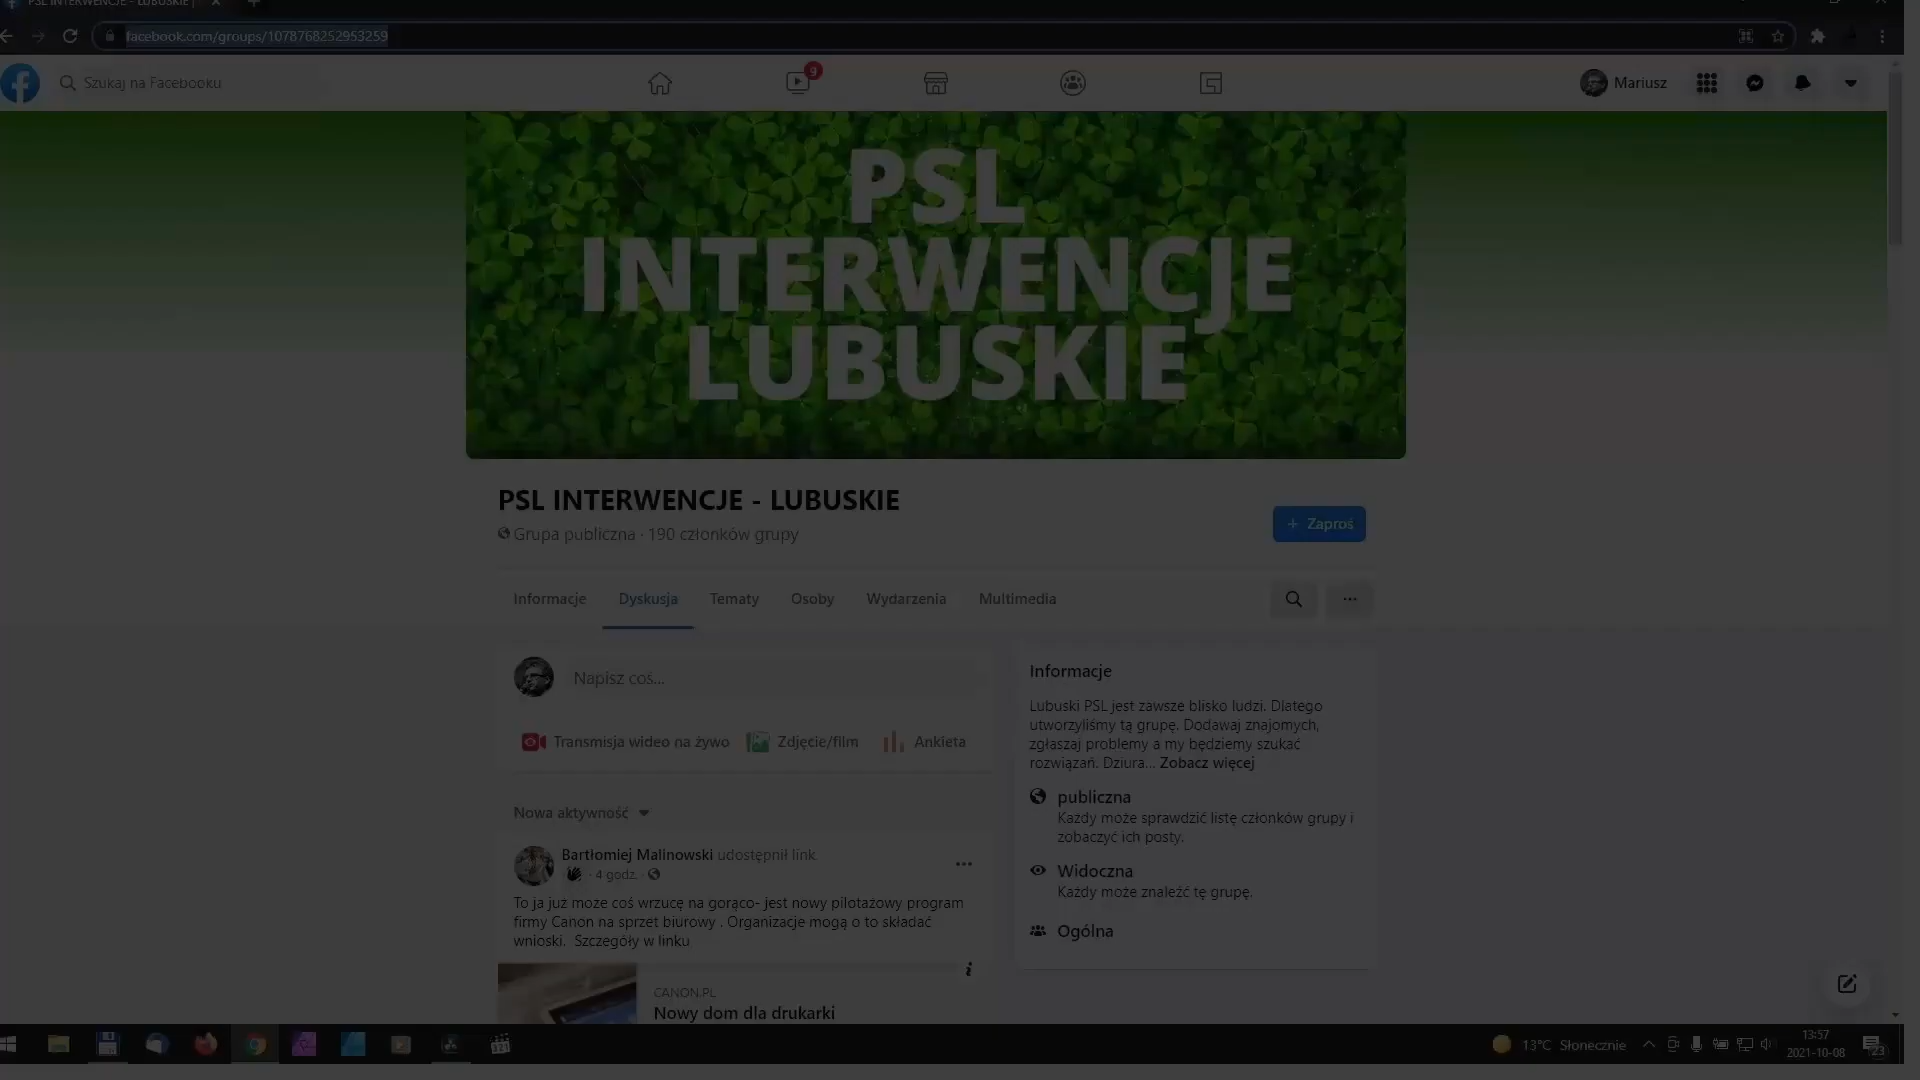 PSL INTERWENCJE - LUBUSKIE |
facebook.com/groups/1078768252953259
Szukaj na Facebooku
9
Mariusz
PSL
INTERWENCJE
LUBUSKIE
PSL INTERWENCJE - LUBUSKIE
Grupa publiczna · 190 członków grupy
+ Zaproś
Informacje
Dyskusja
Tematy
Osoby
Wydarzenia
Multimedia
Napisz coś...
Transmisja wideo na żywo
Zdjęcie/film
Ankieta
Nowa aktywność
Bartłomiej Malinowski udostępnił link.
· 4 godz. ·
To ja już może coś wrzucę na gorąco- jest nowy pilotażowy program
firmy Canon na sprzet biurowy . Organizacje mogą o to składać
wnioski. Szczegóły w linku
CANON.PL
Nowy dom dla drukarki
Informacje
Lubuski PSL jest zawsze blisko ludzi. Dlatego
utworzyliśmy tą grupę. Dodawaj znajomych,
zgłaszaj problemy a my będziemy szukać
rozwiązań. Dziura... Zobacz więcej
publiczna
Każdy może sprawdzić listę członków grupy i
zobaczyć ich posty.
Widoczna
Każdy może znaleźć tę grupę.
Ogólna
321
13°C Słonecznie
13:57
2021-10-08
23